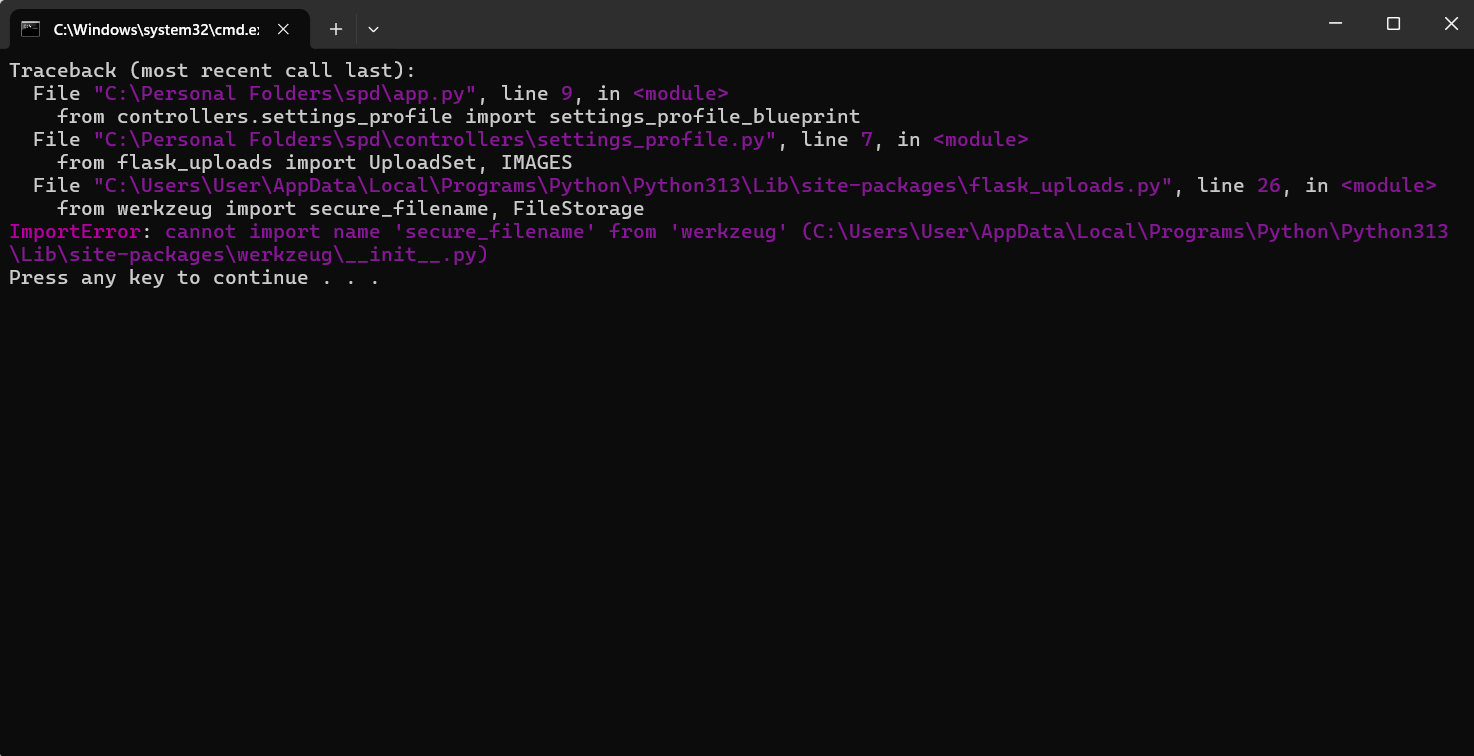 C:\Windows\system32\cmd.e:
Traceback (most recent call last):
  File "C:\Personal Folders\spd\app.py", line 9, in <module>
    from controllers.settings_profile import settings_profile_blueprint
  File "C:\Personal Folders\spd\controllers\settings_profile.py", line 7, in <module>
    from flask_uploads import UploadSet, IMAGES
  File "C:\Users\User\AppData\Local\Programs\Python\Python313\Lib\site-packages\flask_uploads.py", line 26, in <module>
    from werkzeug import secure_filename, FileStorage
ImportError: cannot import name 'secure_filename' from 'werkzeug' (C:\Users\User\AppData\Local\Programs\Python\Python313
\Lib\site-packages\werkzeug\__init__.py)
Press any key to continue . . .